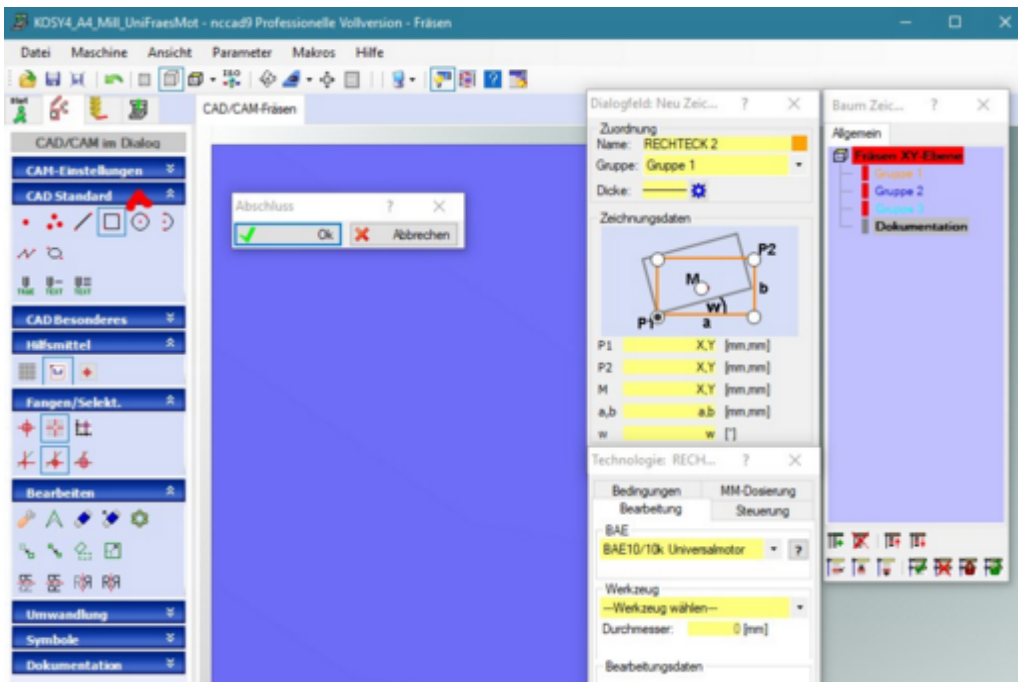 KOSY4_A4_Mill_UniFraesMot - nccad9 Professionelle Vollversion - Fräsen
Datei Maschine Ansicht Parameter Makros Hilfe
ISO
Start
CAD/CAM-Fräsen
CAD/CAM im Dialog
CAM-Einstellungen
CAD Standard
TEXT TEXT
CAD Besonderes
Hilfsmittel
Fangen/Selekt.
Bearbeiten
Umwandlung
Symbole
Dokumentation
Abschluss ? ×
Ok Abbrechen
Dialogfeld: Neu Zeic... ? ×
Zuordnung
Name: RECHTECK 2
Gruppe: Gruppe 1
Dicke:
Zeichnungsdaten
P2
M
b
w)
P1 a
P1 X,Y [mm,mm]
P2 X,Y [mm,mm]
M X,Y [mm,mm]
a,b a,b [mm,mm]
w w [°]
Technologie: RECH... ? ×
Bedingungen MM-Dosierung
Bearbeitung Steuerung
BAE
BAE10/10k Universalmotor ?
Werkzeug
---Werkzeug wählen---
Durchmesser: 0 [mm]
Bearbeitungsdaten
Baum Zeic... ? ×
Allgemein
Fräsen XY-Ebene
Gruppe 1
Gruppe 2
Gruppe 3
Dokumentation